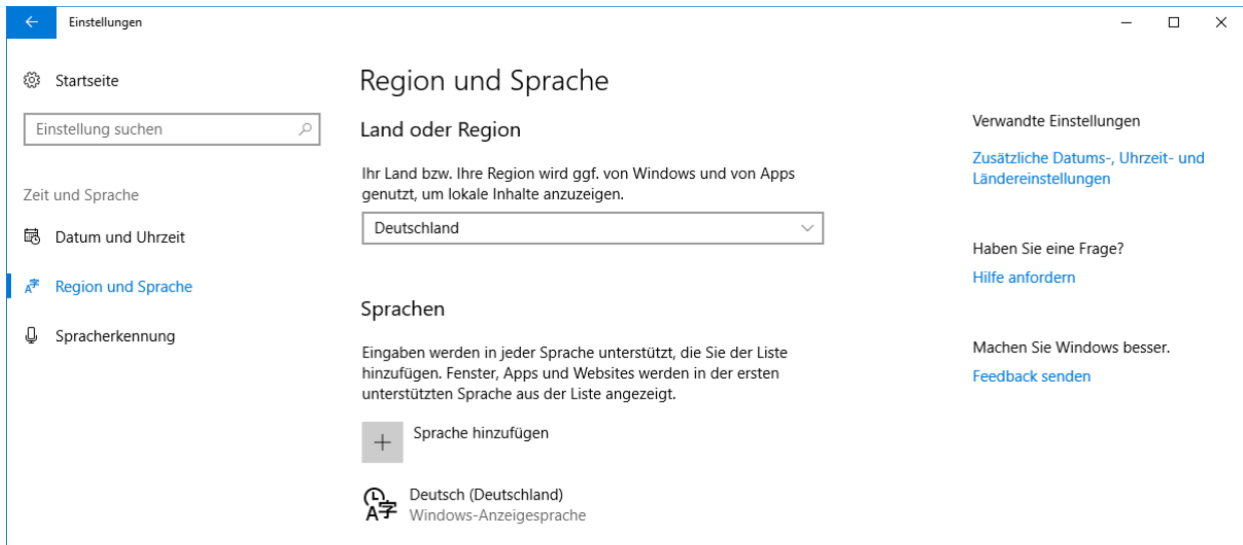 Einstellungen
Startseite
Einstellung suchen
Zeit und Sprache
Datum und Uhrzeit
Region und Sprache
Spracherkennung
Region und Sprache
Land oder Region
Ihr Land bzw. Ihre Region wird ggf. von Windows und von Apps
genutzt, um lokale Inhalte anzuzeigen.
Deutschland
Sprachen
Eingaben werden in jeder Sprache unterstützt, die Sie der Liste
hinzufügen. Fenster, Apps und Websites werden in der ersten
unterstützten Sprache aus der Liste angezeigt.
Sprache hinzufügen
Deutsch (Deutschland)
Windows-Anzeigesprache
Verwandte Einstellungen
Zusätzliche Datums-, Uhrzeit- und
Ländereinstellungen
Haben Sie eine Frage?
Hilfe anfordern
Machen Sie Windows besser.
Feedback senden